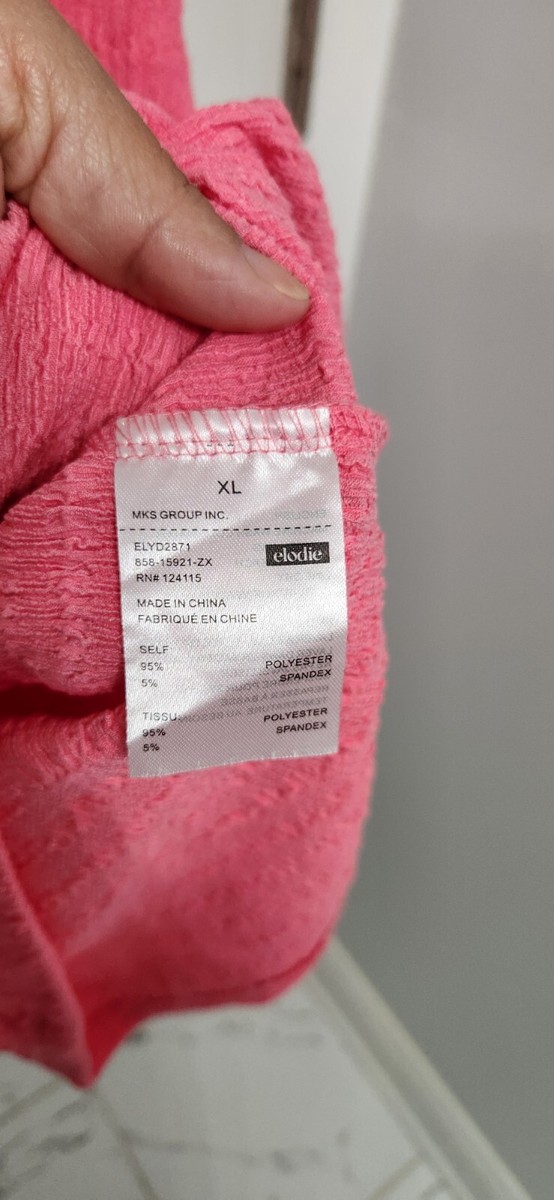 XL
MKS GROUP INC.
ELYD2871
858-15921-ZX
elodie
RN# 124115
MADE IN CHINA
FABRIQUÉ EN CHINE
SELF
95% POLYESTER
5% SPANDEX
TISSU
95% POLYESTER
5% SPANDEX